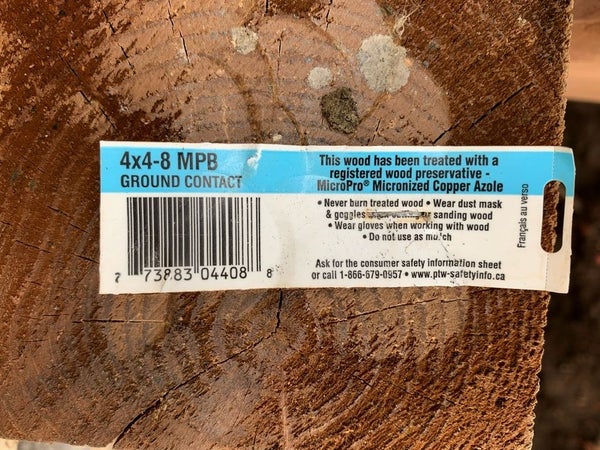 4x4-8 MPB
GROUND CONTACT
This wood has been treated with a
registered wood preservative -
MicroPro® Micronized Copper Azole
• Never burn treated wood • Wear dust mask
& goggles when or sanding wood
• Wear gloves when working with wood
• Do not use as mulch
Ask for the consumer safety information sheet
or call 1-866-679-0957 • www.ptw-safetyinfo.ca
Français au verso
7 73883 04408 8